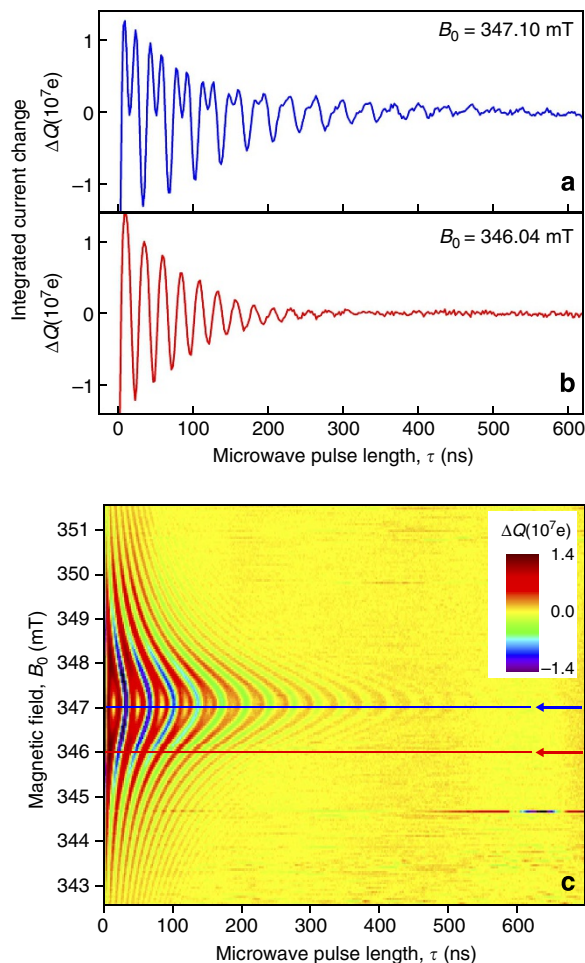 Integrated current change
ΔQ(10⁷e)
1
0
−1
B₀ = 347.10 mT
a
ΔQ(10⁷e)
1
0
−1
B₀ = 346.04 mT
b
0 100 200 300 400 500 600
Microwave pulse length, τ (ns)
Magnetic field, B₀ (mT)
351
350
349
348
347
346
345
344
343
ΔQ(10⁷e)
1.4
0.0
−1.4
c
0 100 200 300 400 500 600
Microwave pulse length, τ (ns)